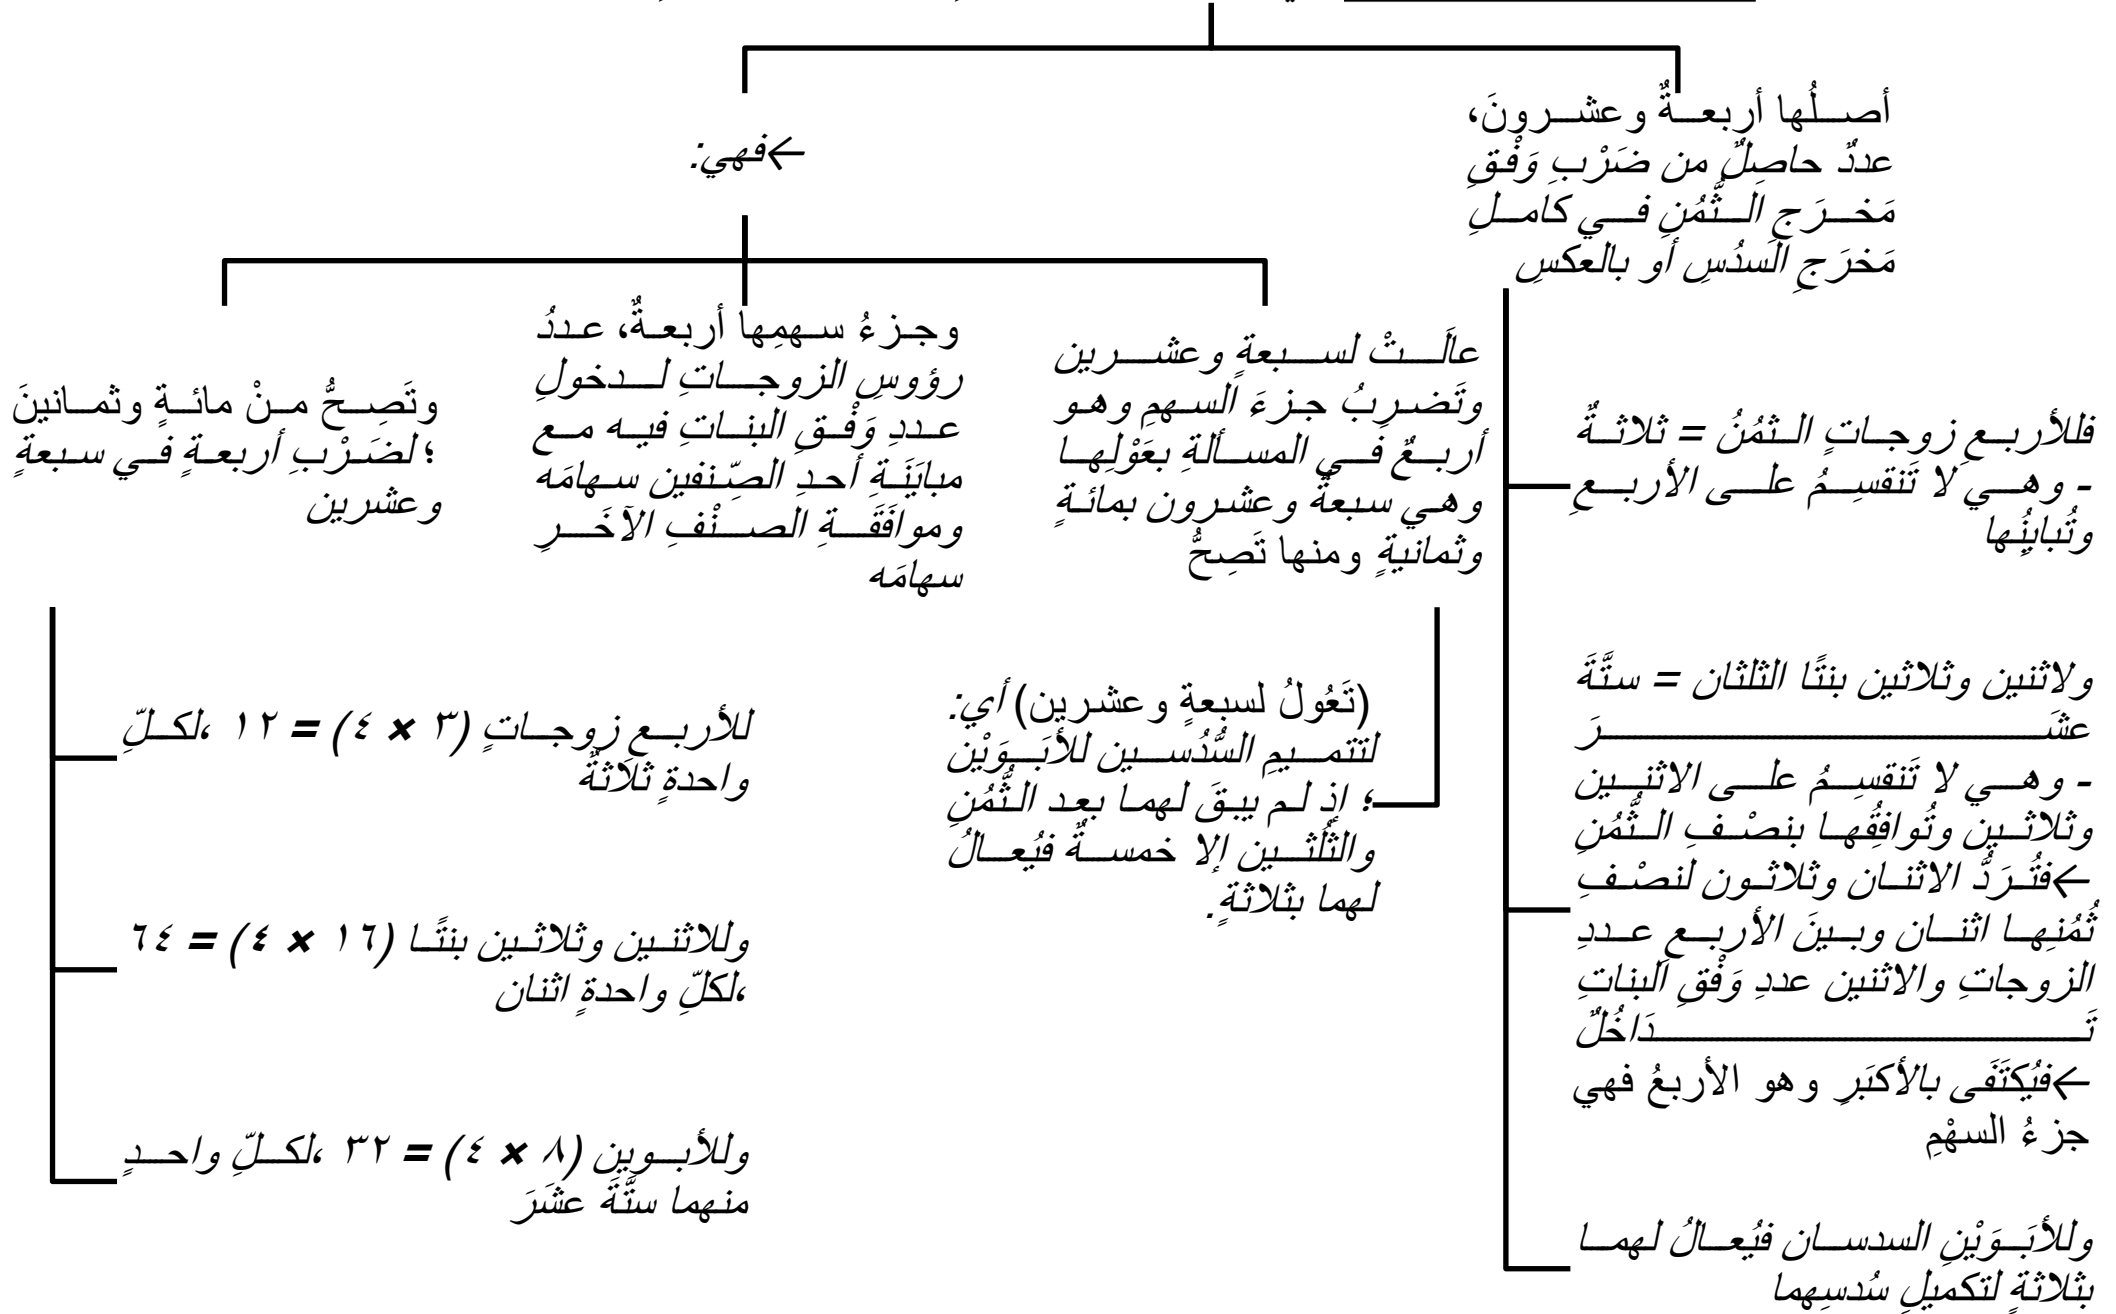 أصلُها أربعةٌ وعشرونَ،
عددٌ حاصِلٌ من ضَرْبِ وَفْقِ
مَخرَجِ الثُّمُنِ في كاملِ
مَخرَجِ السدُسِ أو بالعكسِ
فللأربعِ زوجاتٍ الثمُنُ = ثلاثةٌ
- وهي لا تَنقسِمُ على الأربعِ
وتُبايِنُها
ولاثنين وثلاثين بنتًا الثلثان = ستَّةَ
عشَرَ
- وهي لا تَنقسِمُ على الاثنين
وثلاثين وتُوافِقُها بنصْفِ الثُّمُنِ
←فتُرَدُّ الاثنان وثلاثون لنصْفِ
ثُمُنِها اثنان وبينَ الأربعِ عددِ
الزوجاتِ والاثنين عددِ وَفْقِ البناتِ
تَدَاخُلٌ
←فيُكتَفَى بالأكبَرِ وهو الأربعُ فهي
جزءُ السهْمِ
وللأبَوَيْنِ السدسان فيُعالُ لهما
بثلاثةٍ لتكميلِ سُدسِهما
←فهي:
عالَتْ لسبعةٍ وعشرين
وتَضرِبُ جزءَ السهمِ وهو
أربعٌ في المسألةِ بعَوْلِها
وهي سبعةٌ وعشرون بمائةٍ
وثمانيةٍ ومنها تَصِحُّ
(تَعُولُ لسبعةٍ وعشرين) أي:
لتتميمِ السُّدُسين للأبَوَيْن
؛ إذ لم يبقَ لهما بعد الثُّمُنِ
والثُّلُثين إلا خمسةٌ فيُعالُ
لهما بثلاثةٍ.
وجزءُ سهمِها أربعةٌ، عددُ
رؤوسِ الزوجاتِ لدخولِ
عددِ وَفْقِ البناتِ فيه مع
مبايَنَةِ أحدِ الصِّنفين سهامَه
وموافَقَةِ الصنْفِ الآخَرِ
سهامَه
وتَصِحُّ منْ مائةٍ وثمانينَ
؛ لضَرْبِ أربعةٍ في سبعةٍ
وعشرين
للأربعِ زوجاتٍ (٣ × ٤) = ١٢ ،لكلِّ
واحدةٍ ثلاثةٌ
وللاثنين وثلاثين بنتًا (١٦ × ٤) = ٦٤
،لكلِّ واحدةٍ اثنان
وللأبوين (٨ × ٤) = ٣٢ ،لكلِّ واحدٍ
منهما ستَّةَ عشَرَ